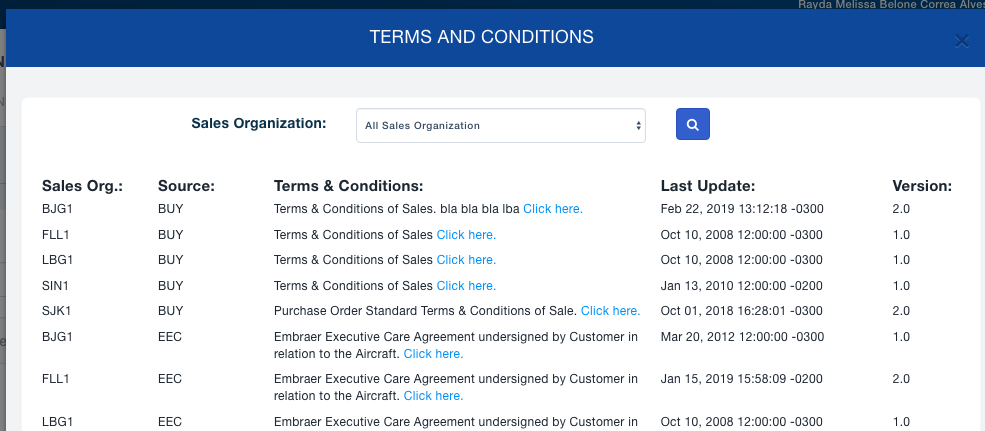 Rayda Melissa Belone Correa Alves
TERMS AND CONDITIONS
Sales Organization: All Sales Organization
Sales Org.: Source: Terms & Conditions: Last Update: Version:
BJG1 BUY Terms & Conditions of Sales. bla bla bla lba Click here. Feb 22, 2019 13:12:18 -0300 2.0
FLL1 BUY Terms & Conditions of Sales Click here. Oct 10, 2008 12:00:00 -0300 1.0
LBG1 BUY Terms & Conditions of Sales Click here. Oct 10, 2008 12:00:00 -0300 1.0
SIN1 BUY Terms & Conditions of Sales Click here. Jan 13, 2010 12:00:00 -0200 1.0
SJK1 BUY Purchase Order Standard Terms & Conditions of Sale. Click here. Oct 01, 2018 16:28:01 -0300 2.0
BJG1 EEC Embraer Executive Care Agreement undersigned by Customer in Mar 20, 2012 12:00:00 -0300 1.0
relation to the Aircraft. Click here.
FLL1 EEC Embraer Executive Care Agreement undersigned by Customer in Jan 15, 2019 15:58:09 -0200 2.0
relation to the Aircraft. Click here.
LBG1 EEC Embraer Executive Care Agreement undersigned by Customer in Oct 10, 2008 12:00:00 -0300 1.0